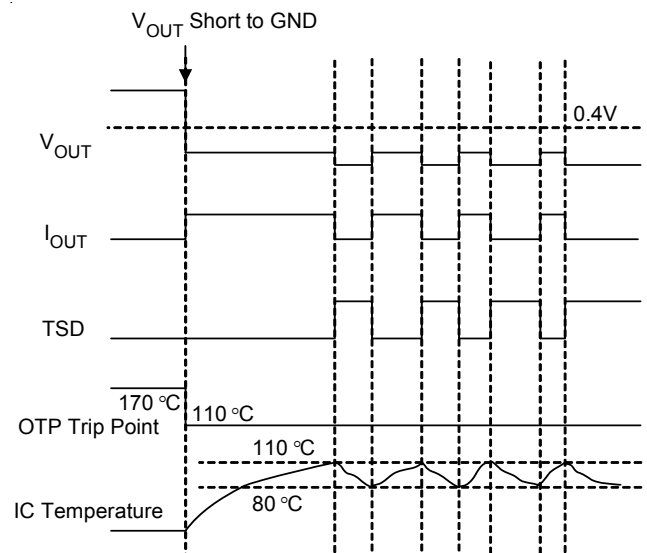 V_OUT Short to GND
0.4V
V_OUT
I_OUT
TSD
170 °C
110 °C
OTP Trip Point
110 °C
80 °C
IC Temperature